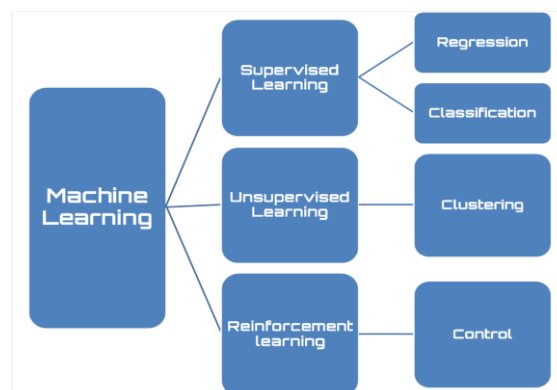 Machine
Learning
Supervised
Learning
Regression
Classification
Unsupervised
Learning
Clustering
Reinforcement
learning
Control